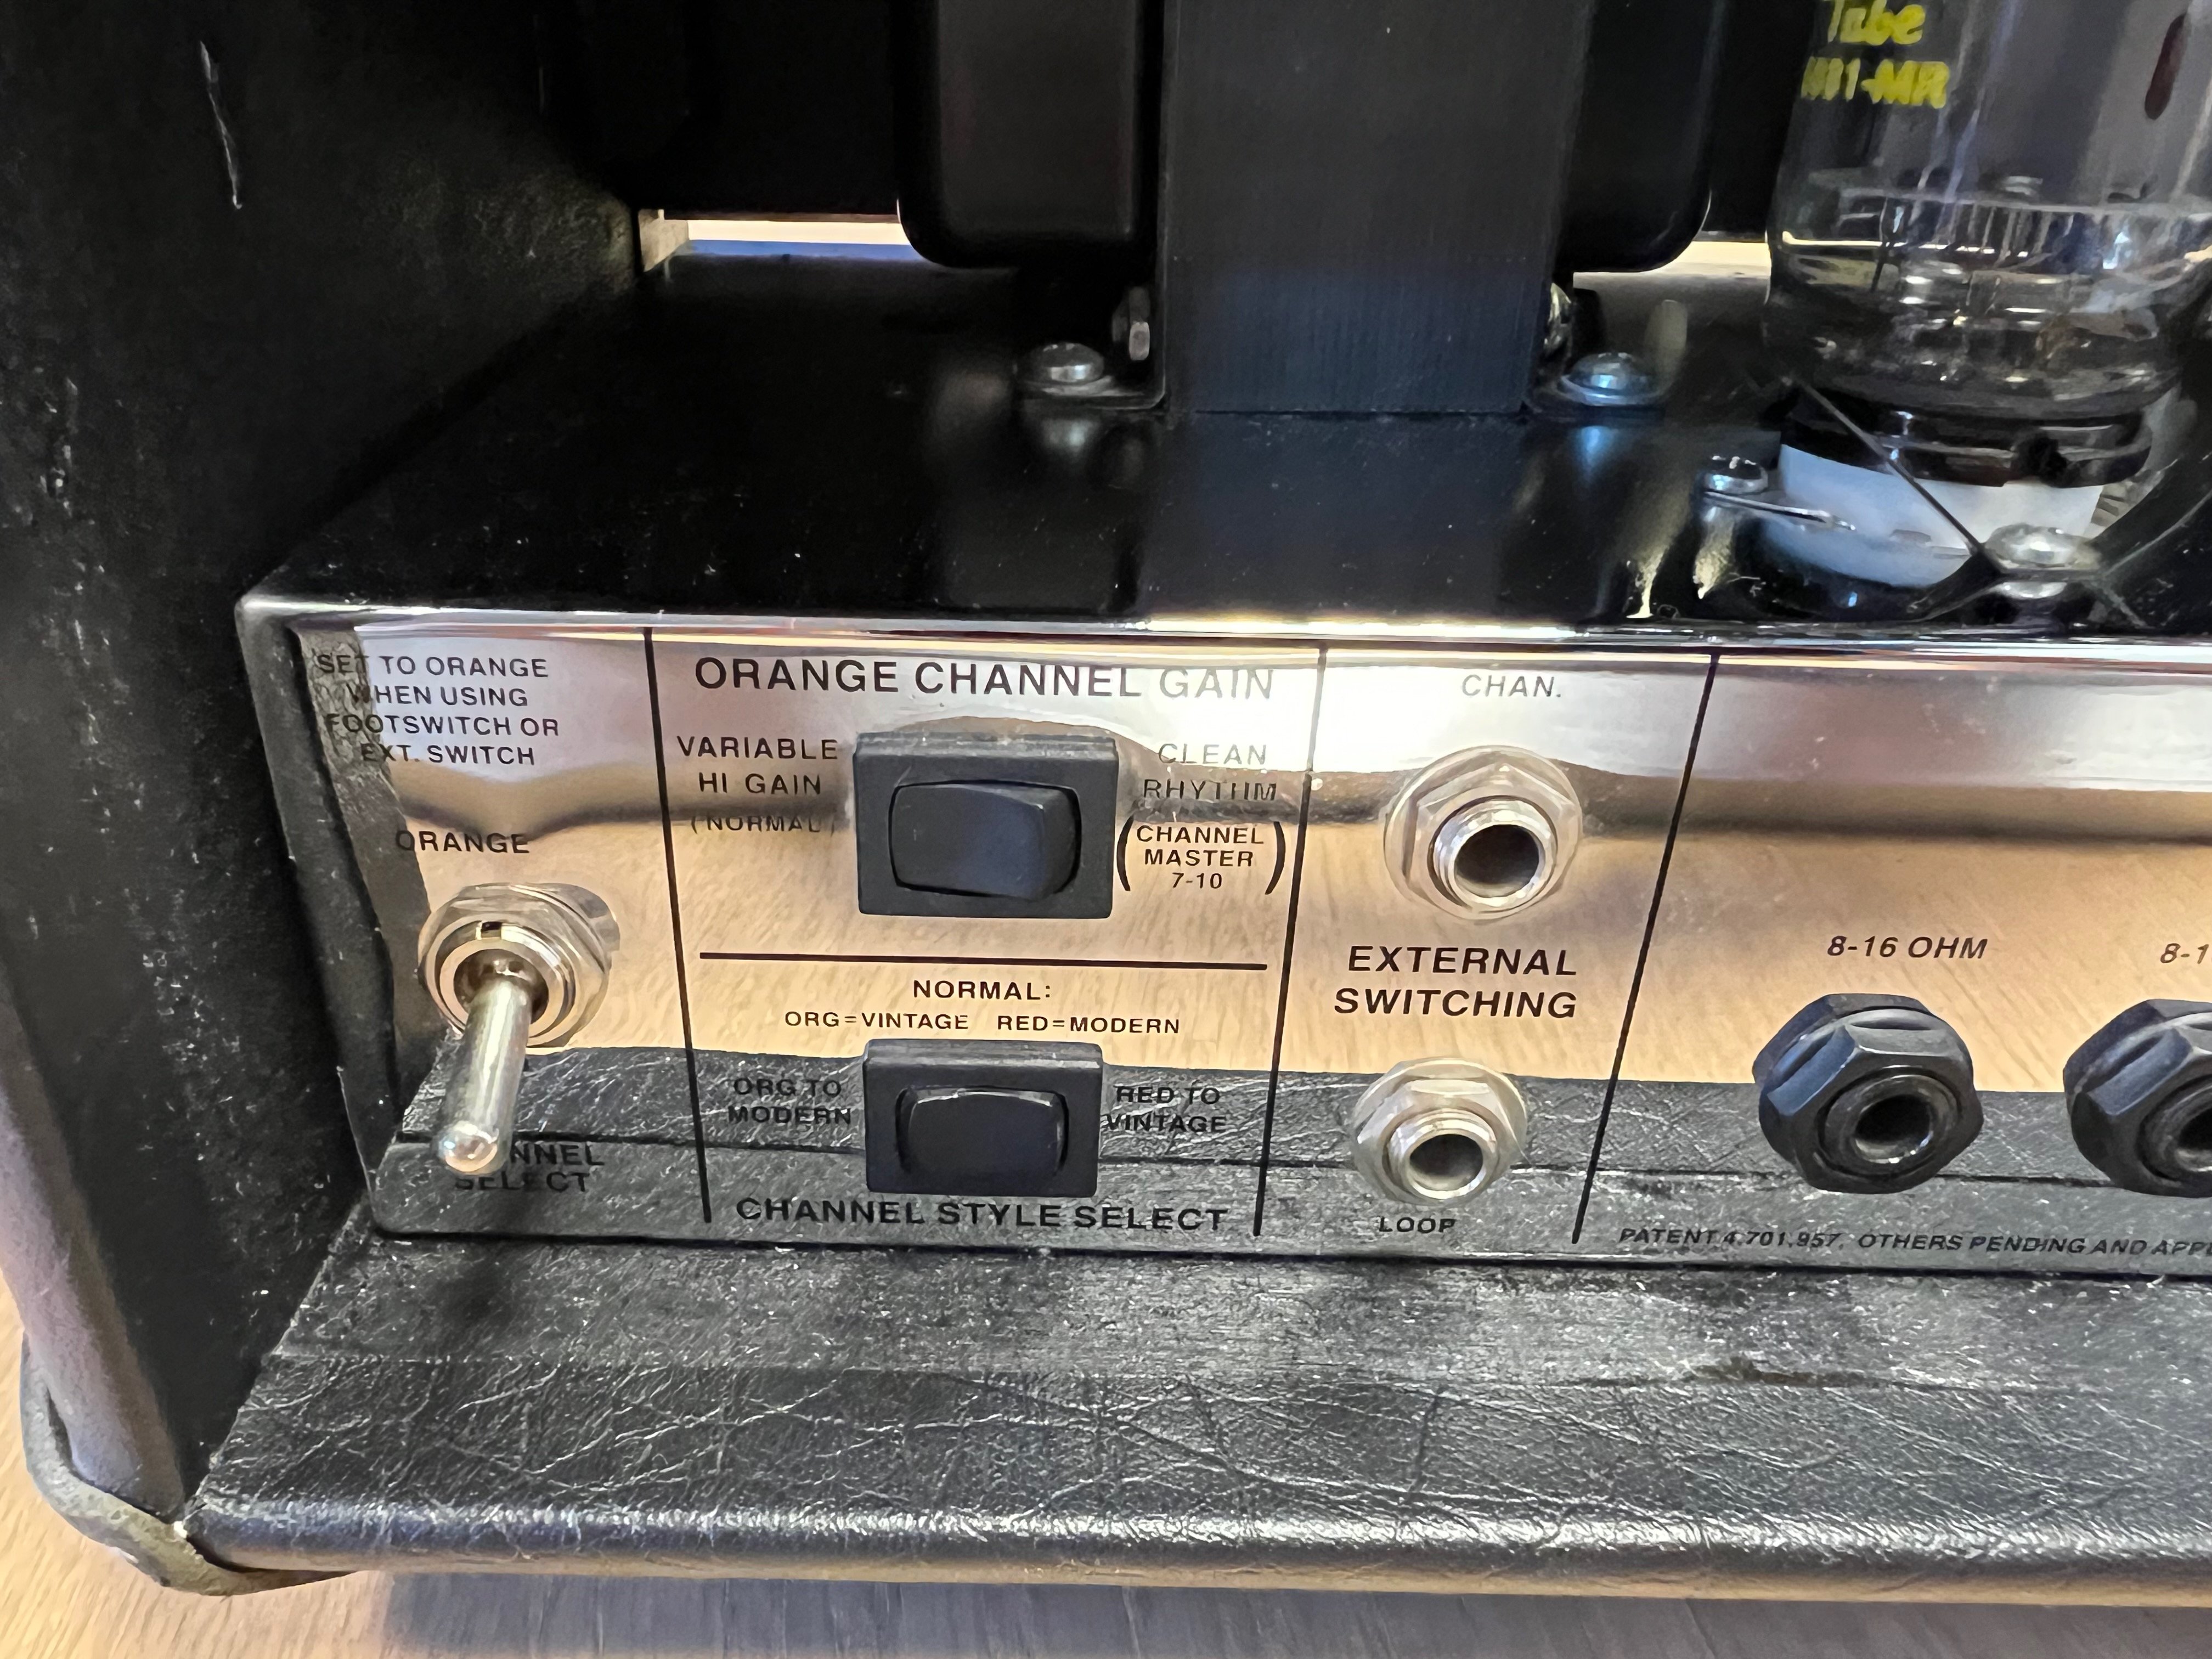 Tube
SET TO ORANGE
WHEN USING
FOOTSWITCH OR
EXT. SWITCH
ORANGE
SELECT
ORANGE CHANNEL GAIN
VARIABLE
HI GAIN
(NORMAL)
CLEAN
RHYTHM
(CHANNEL
MASTER
7-10)
NORMAL:
ORG=VINTAGE RED=MODERN
ORG TO
MODERN
RED TO
VINTAGE
CHANNEL STYLE SELECT
CHAN.
EXTERNAL
SWITCHING
LOOP
8-16 OHM
8-1
PATENT 4,701,957. OTHERS PENDING AND